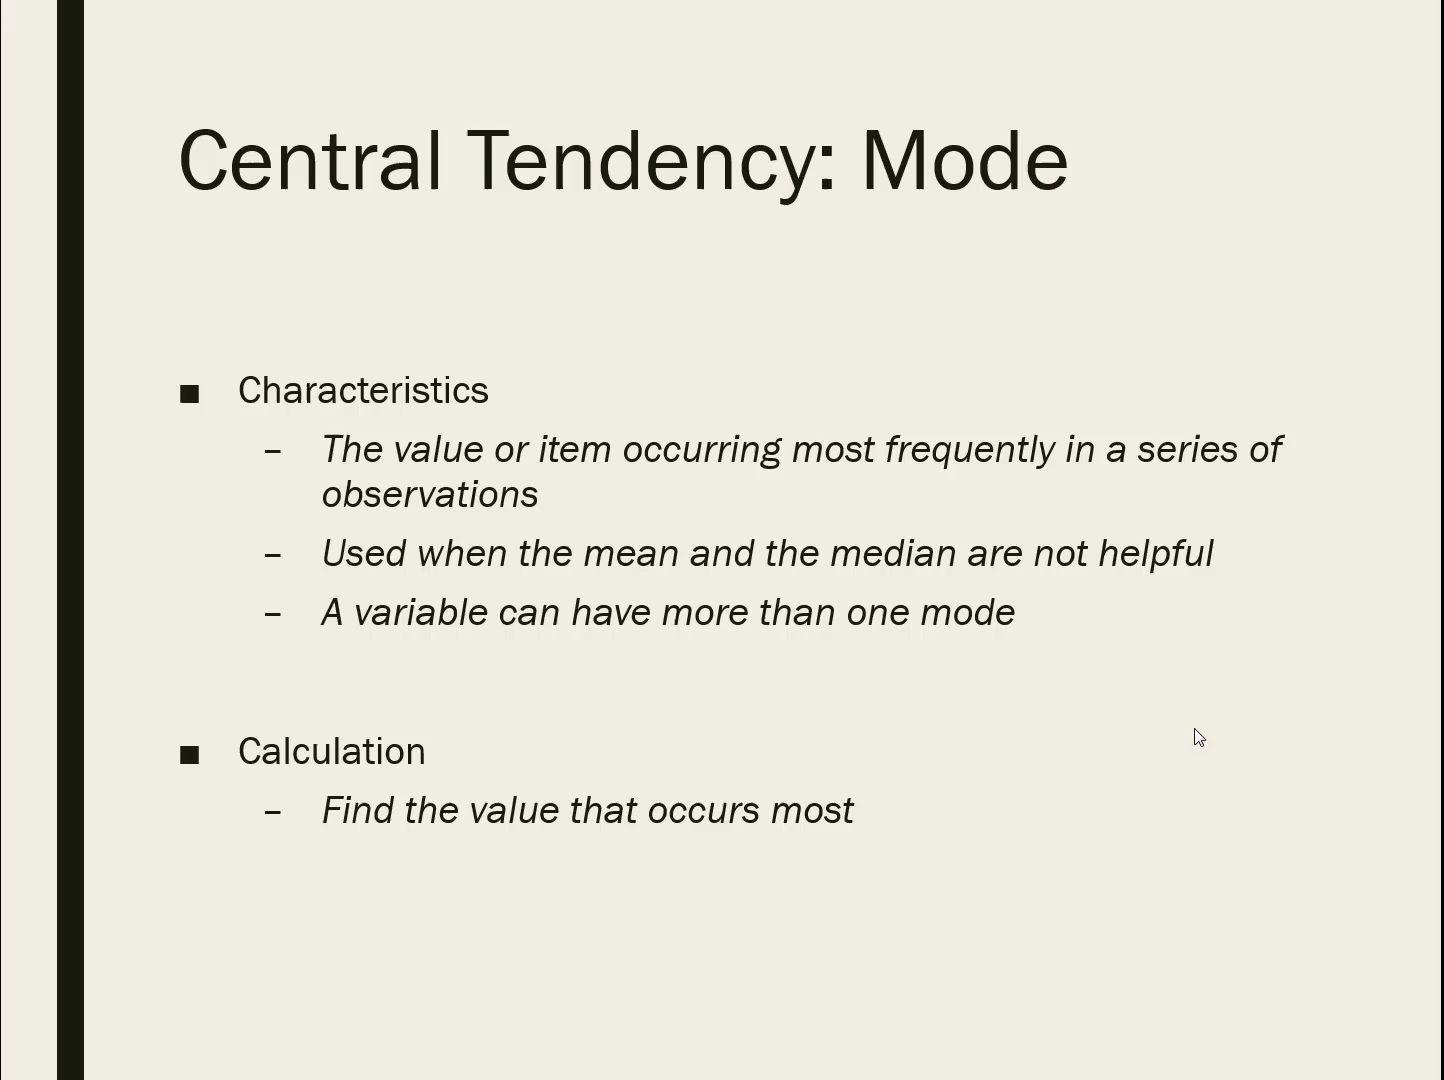 Central Tendency: Mode
■ Characteristics
– The value or item occurring most frequently in a series of
observations
– Used when the mean and the median are not helpful
– A variable can have more than one mode
■ Calculation
– Find the value that occurs most